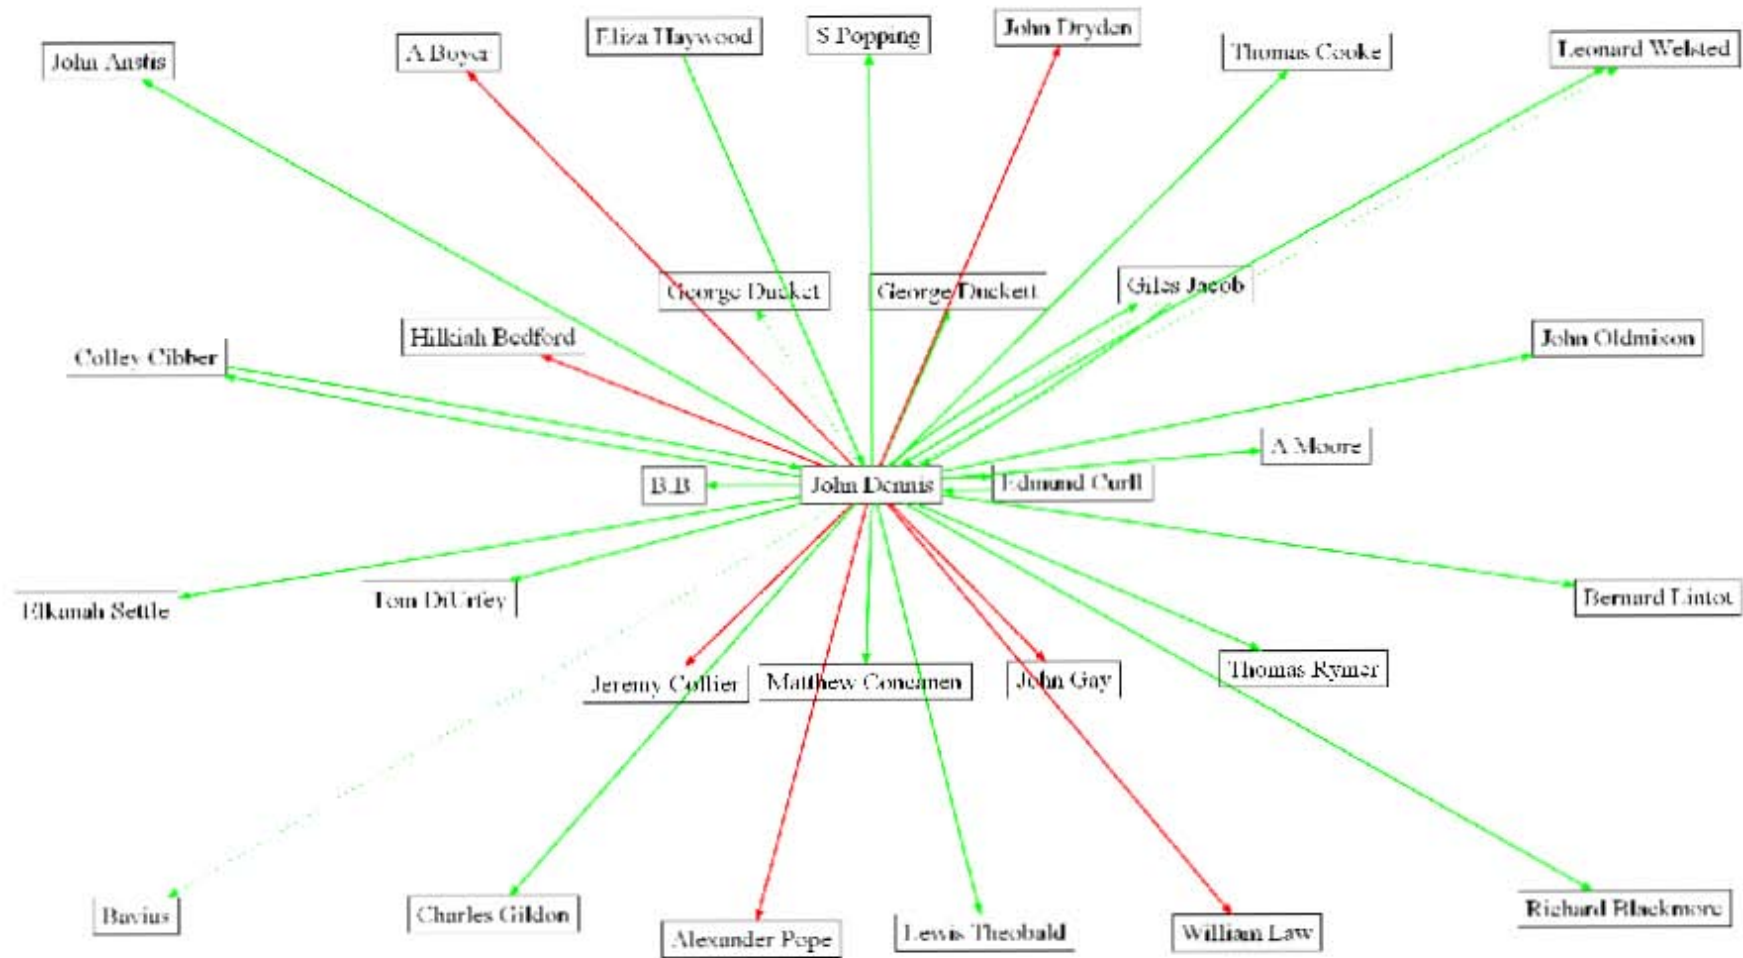 John Anstis
A Boyer
Eliza Haywood
S Popping
John Dryden
Thomas Cooke
Leonard Welsted
George Ducket
George Duckett
Giles Jacob
Colley Cibber
Hilkiah Bedford
John Oldmixon
A Moore
B.B.
John Dennis
Edmund Curll
Elkanah Settle
Tom DiUrfey
Bernard Lintot
Jeremy Collier
Matthew Concanen
John Gay
Thomas Rymer
Bavius
Charles Gildon
Alexander Pope
Lewis Theobald
William Law
Richard Blackmore